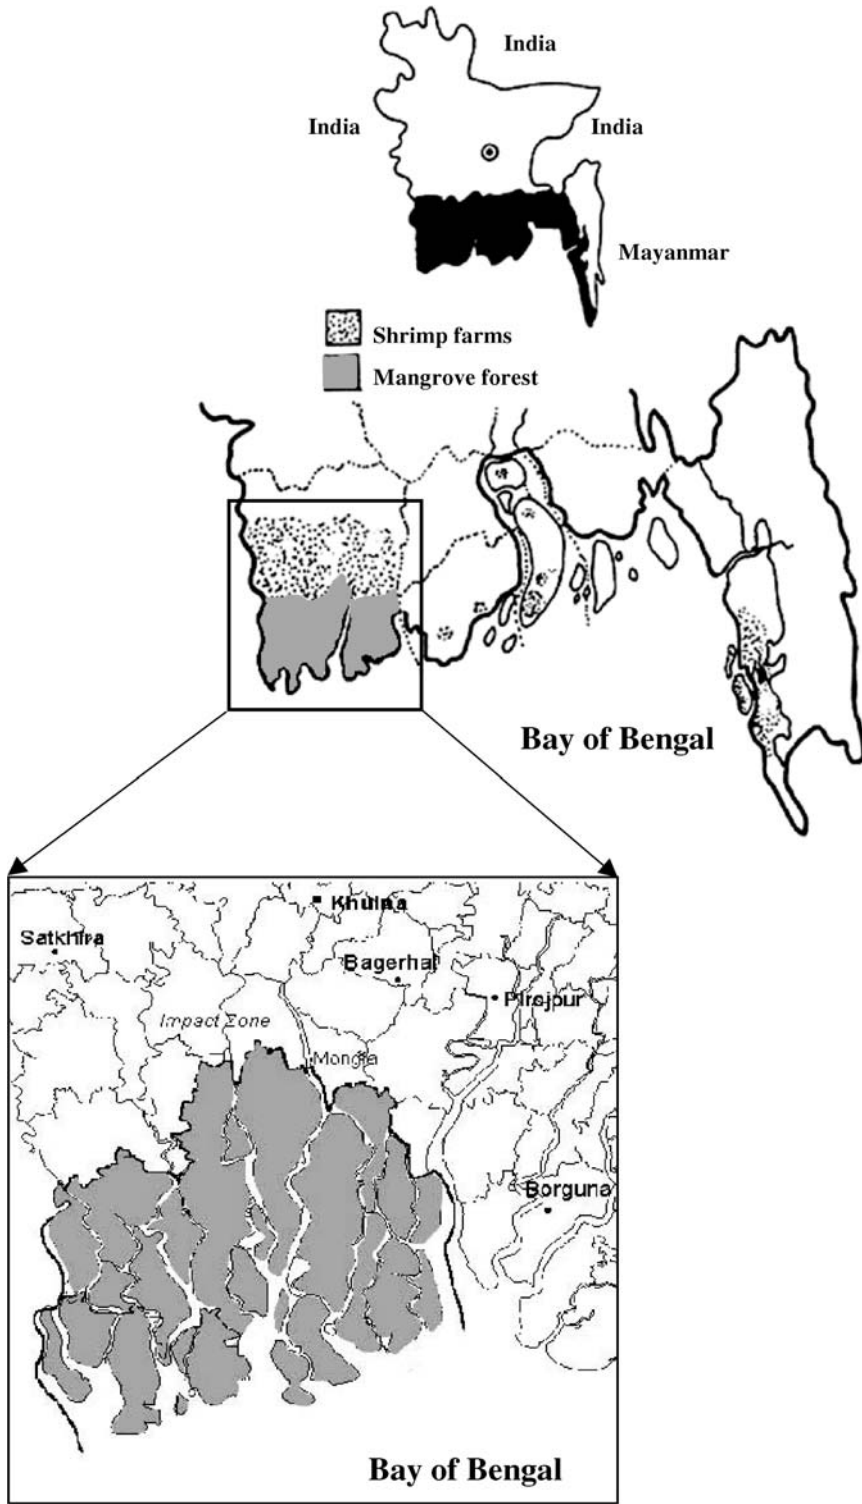 India
India
India
Mayanmar
Shrimp farms
Mangrove forest
Bay of Bengal
Khulna
Satkhira
Bagerhat
Pirojpur
Impact Zone
Mongla
Borguna
Bay of Bengal